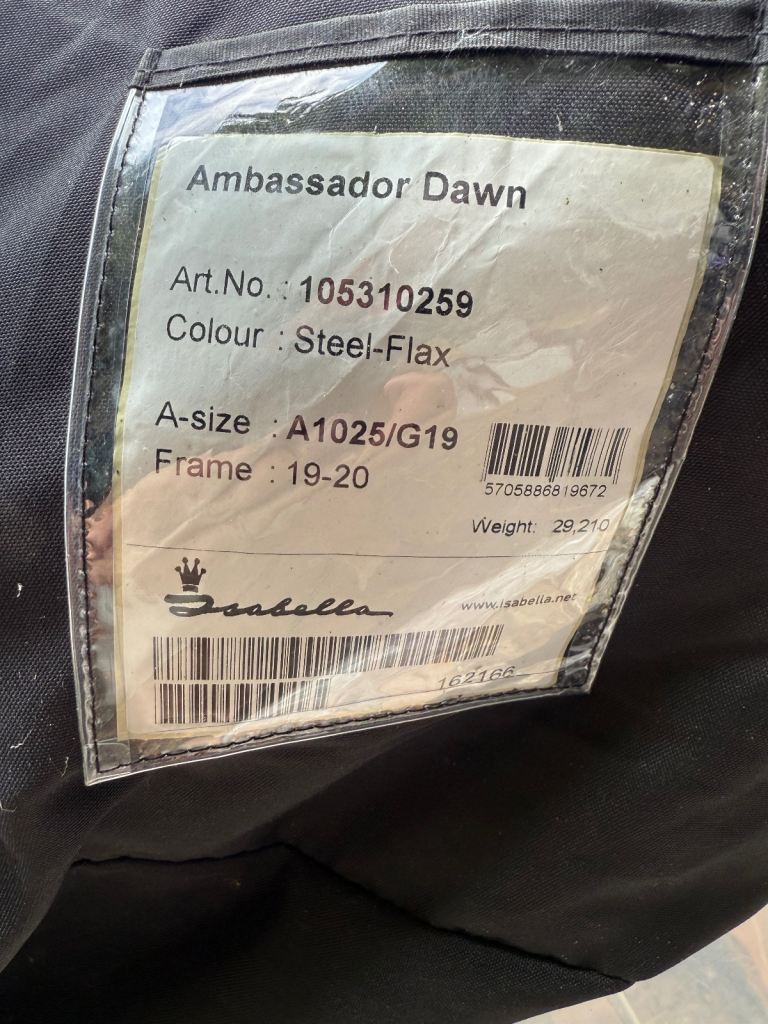 Ambassador Dawn
Art.No. : 105310259
Colour : Steel-Flax
A-size : A1025/G19
Frame : 19-20
5705886819672
Weight: 29,210
Isabella
www.isabella.net
162166